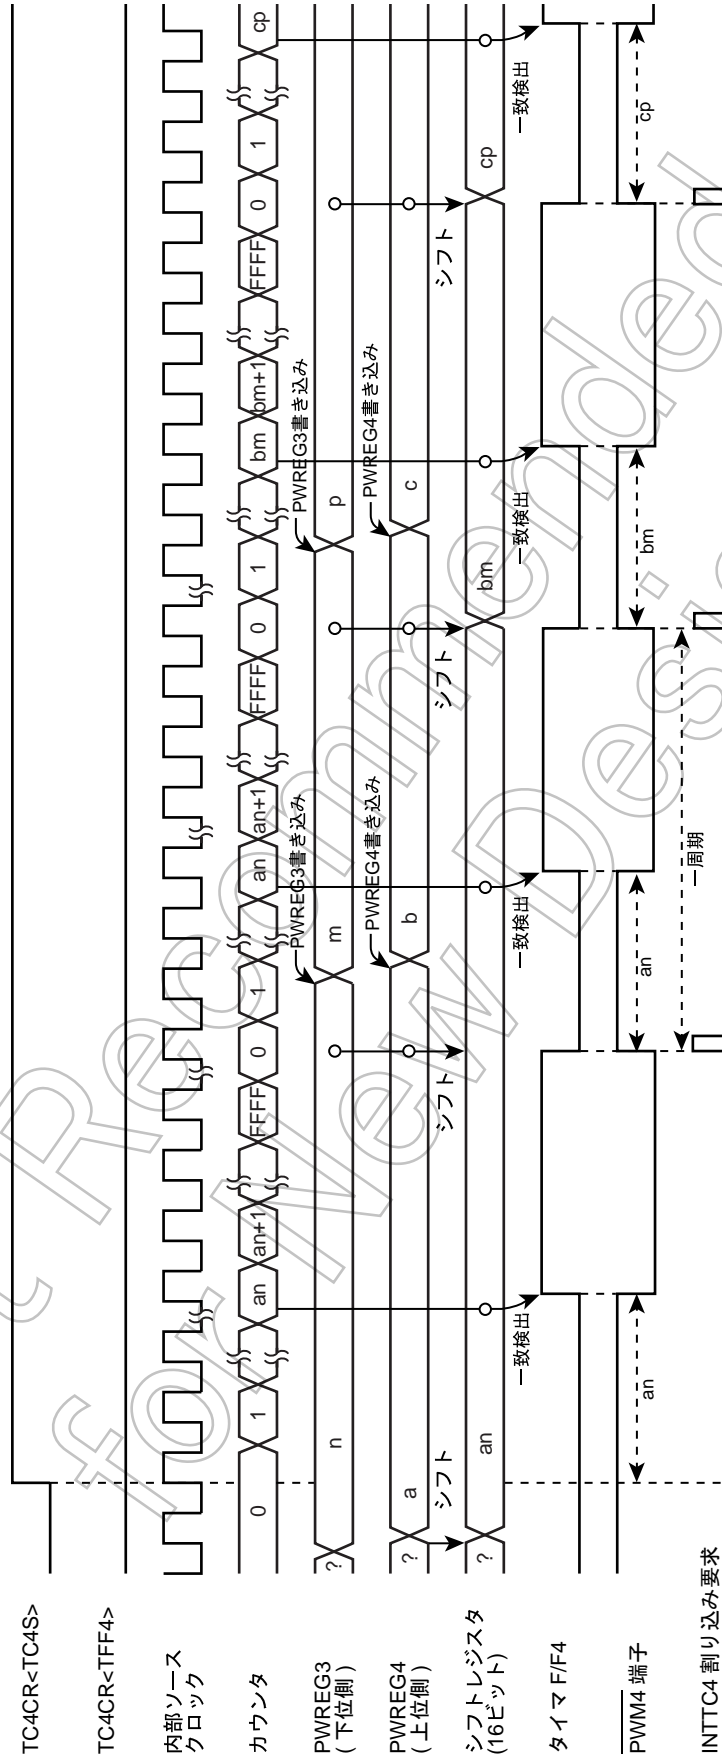 TC4CR<TC4S>
TC4CR<TFF4>
内部ソース
クロック
カウンタ 0 1 an an+1 FFFF 0 1 an an+1 FFFF 0 1 bm bm+1 FFFF 0 1 cp
PWREG3書き込み PWREG3書き込み
PWREG3
(下位側) ? n m p
PWREG4書き込み PWREG4書き込み
PWREG4
(上位側) ? a b c
シフト シフト シフト シフト
シフトレジスタ
(16ビット) ? an bm cp
一致検出 一致検出 一致検出 一致検出
タイマ F/F4
PWM4 端子 an an bm cp
一周期
INTTC4 割り込み要求
t Recommended
for New Desi